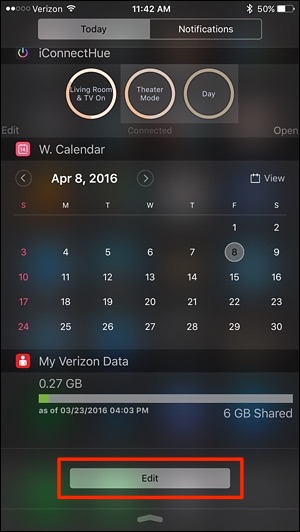 Verizon 11:42 AM 50%
Today Notifications
iConnectHue
Living Room & TV On
Theater Mode
Day
Edit Connected Open
W. Calendar
Apr 8, 2016 View
S M T W T F S
1 2
3 4 5 6 7 8 9
10 11 12 13 14 15 16
17 18 19 20 21 22 23
24 25 26 27 28 29 30
My Verizon Data
0.27 GB
as of 03/23/2016 04:03 PM 6 GB Shared
Edit